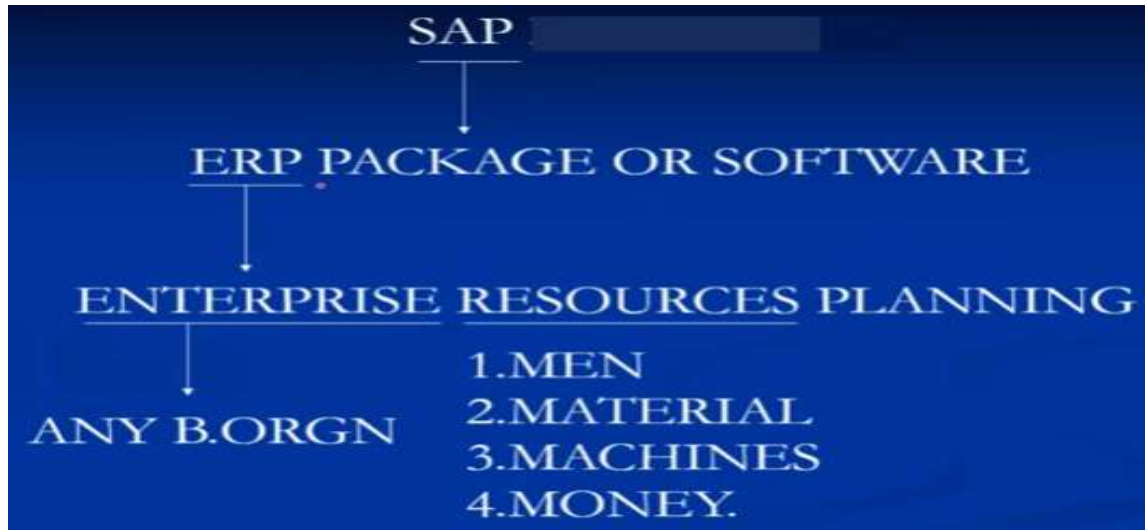 SAP
ERP PACKAGE OR SOFTWARE
ENTERPRISE RESOURCES PLANNING
1.MEN
2.MATERIAL
ANY B.ORGN
3.MACHINES
4.MONEY.